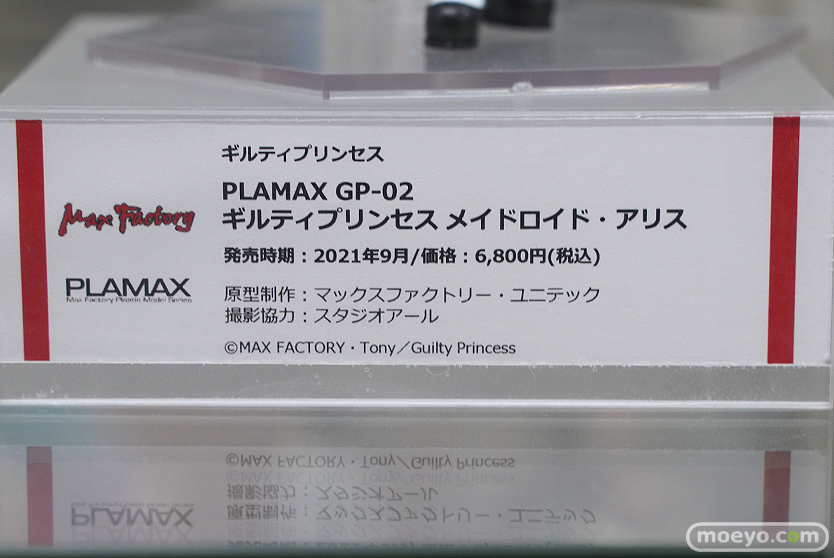 ギルティプリンセス
PLAMAX GP-02
ギルティプリンセス メイドロイド・アリス
発売時期：2021年9月/価格：6,800円(税込)
原型制作：マックスファクトリー・ユニテック
撮影協力：スタジオアール
©MAX FACTORY・Tony／Guilty Princess
Max Factory
PLAMAX
Max Factory Plastic Model Series
moeyo.com